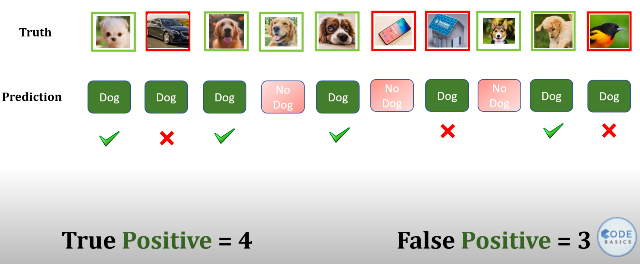 Truth
Prediction
Dog
Dog
Dog
No
Dog
Dog
No
Dog
Dog
No
Dog
Dog
Dog
True Positive = 4
False Positive = 3
CODE
BASICS